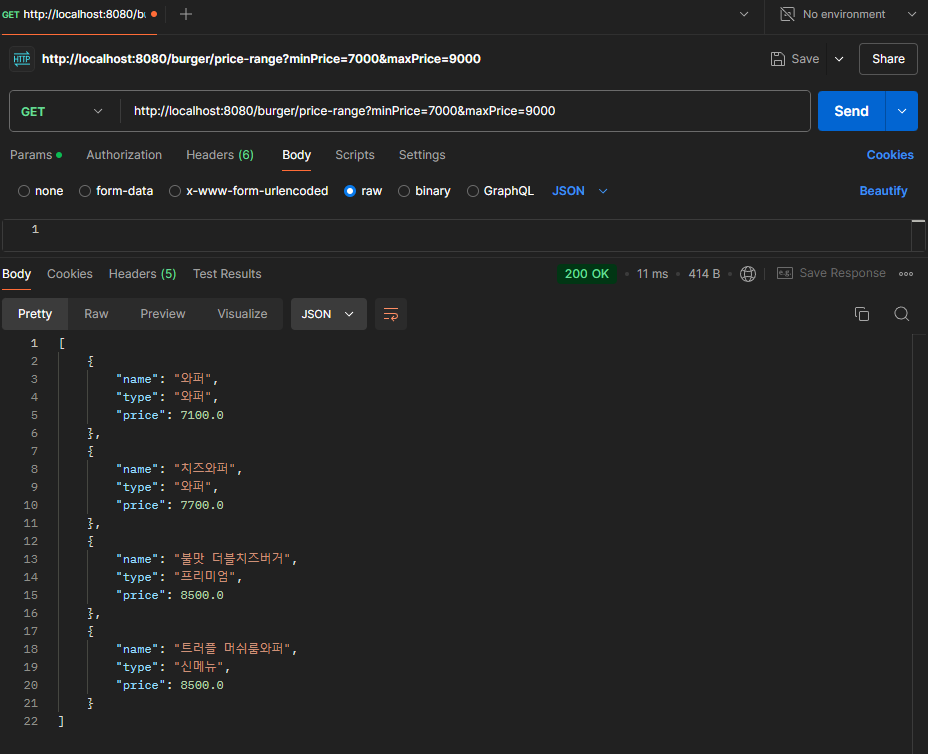 GET http://localhost:8080/bu
No environment
HTTP http://localhost:8080/burger/price-range?minPrice=7000&maxPrice=9000
Save
Share
GET http://localhost:8080/burger/price-range?minPrice=7000&maxPrice=9000
Send
Params Authorization Headers (6) Body Scripts Settings Cookies
none form-data x-www-form-urlencoded raw binary GraphQL JSON Beautify
1
Body Cookies Headers (5) Test Results 200 OK • 11 ms • 414 B • e.g. Save Response
Pretty Raw Preview Visualize JSON
1 [
2 {
3 "name": "와퍼",
4 "type": "와퍼",
5 "price": 7100.0
6 },
7 {
8 "name": "치즈와퍼",
9 "type": "와퍼",
10 "price": 7700.0
11 },
12 {
13 "name": "불맛 더블치즈버거",
14 "type": "프리미엄",
15 "price": 8500.0
16 },
17 {
18 "name": "트러플 머쉬룸와퍼",
19 "type": "신메뉴",
20 "price": 8500.0
21 }
22 ]